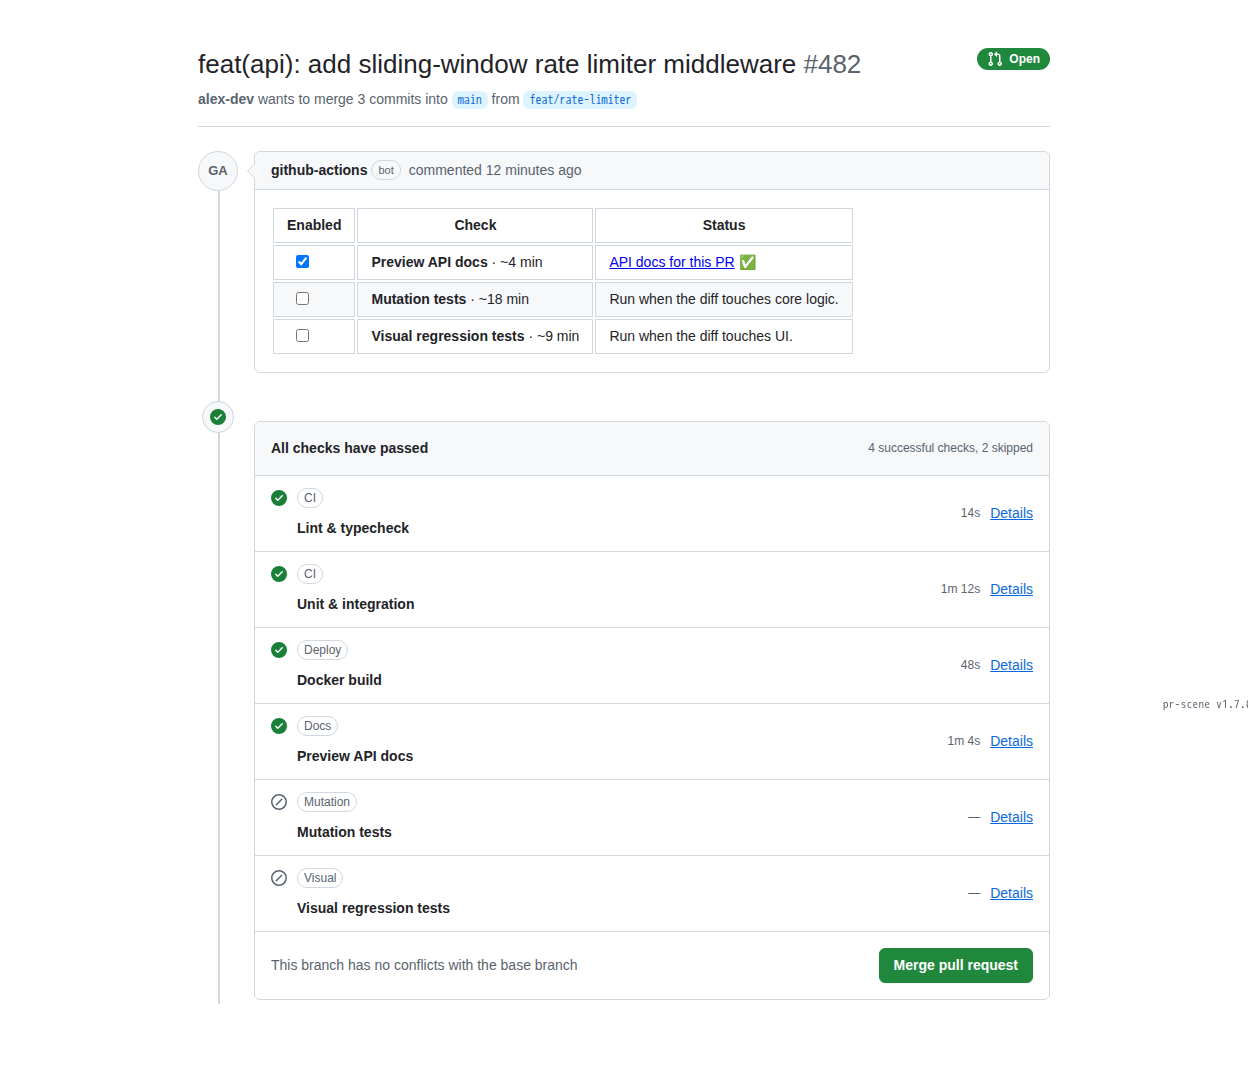 feat(api): add sliding-window rate limiter middleware #482
Open
alex-dev wants to merge 3 commits into main from feat/rate-limiter
GA
github-actions bot commented 12 minutes ago
Enabled Check Status
Preview API docs · ~4 min API docs for this PR ✅
Mutation tests · ~18 min Run when the diff touches core logic.
Visual regression tests · ~9 min Run when the diff touches UI.
All checks have passed 4 successful checks, 2 skipped
CI
Lint & typecheck
14s Details
CI
Unit & integration
1m 12s Details
Deploy
Docker build
48s Details
Docs
Preview API docs
1m 4s Details
Mutation
Mutation tests
— Details
Visual
Visual regression tests
— Details
This branch has no conflicts with the base branch
Merge pull request
pr-scene